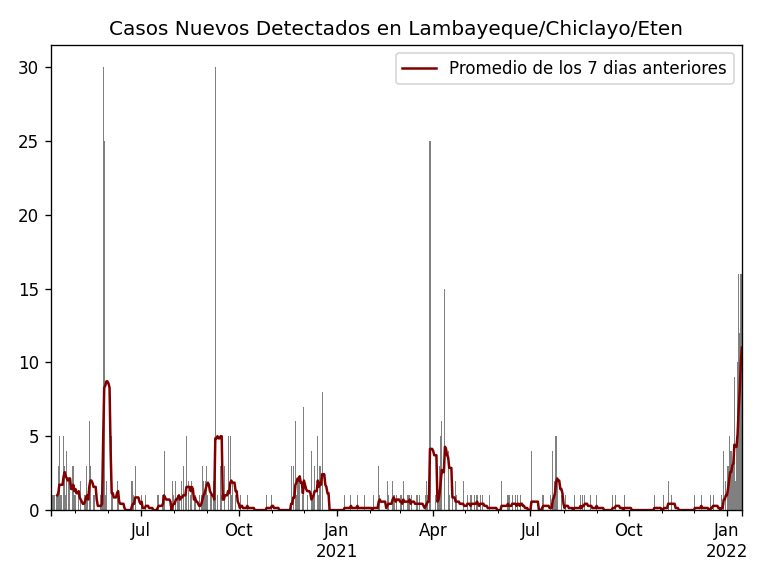 Casos Nuevos Detectados en Lambayeque/Chiclayo/Eten
Promedio de los 7 dias anteriores
30
25
20
15
10
5
0
Jul
Oct
Jan
2021
Apr
Jul
Oct
Jan
2022